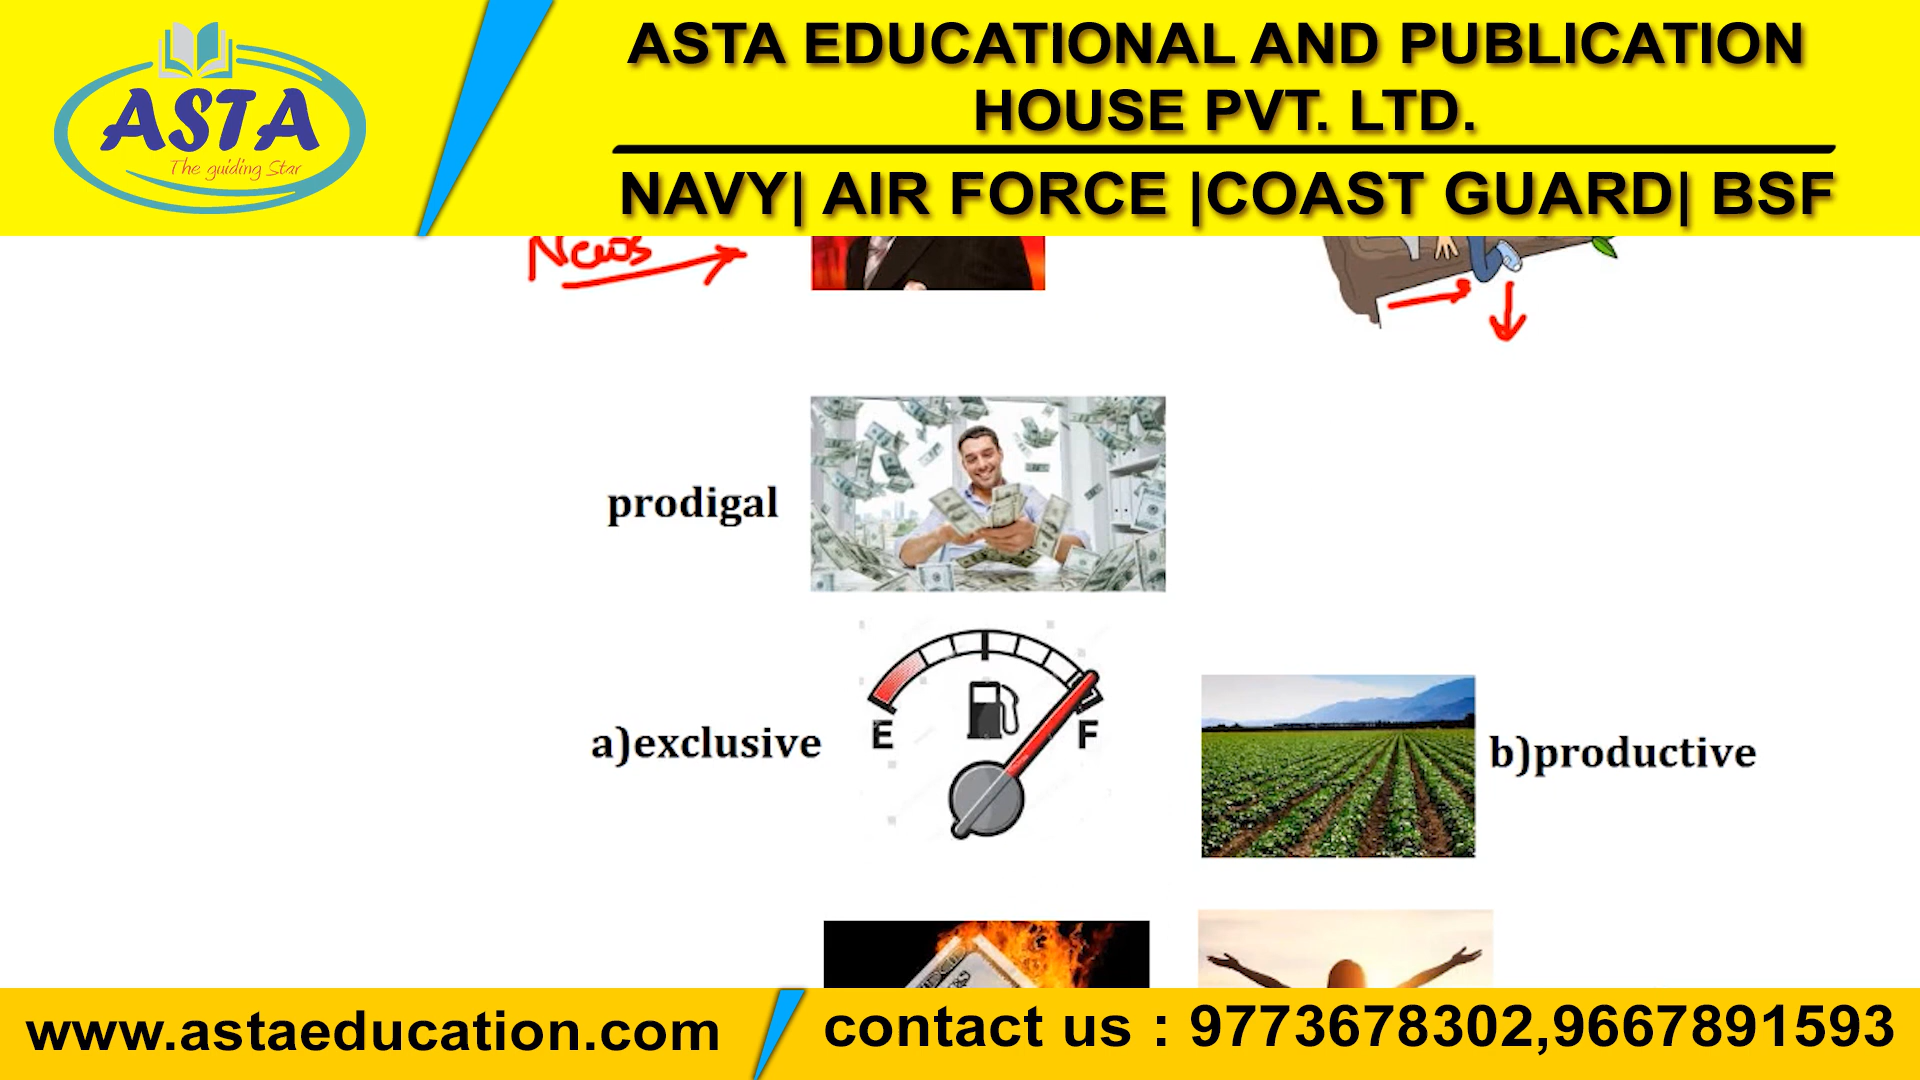 ASTA
The guiding Star
ASTA EDUCATIONAL AND PUBLICATION
HOUSE PVT. LTD.
NAVY| AIR FORCE |COAST GUARD| BSF
News
prodigal
E F
a)exclusive
b)productive
www.astaeducation.com
contact us : 9773678302,9667891593